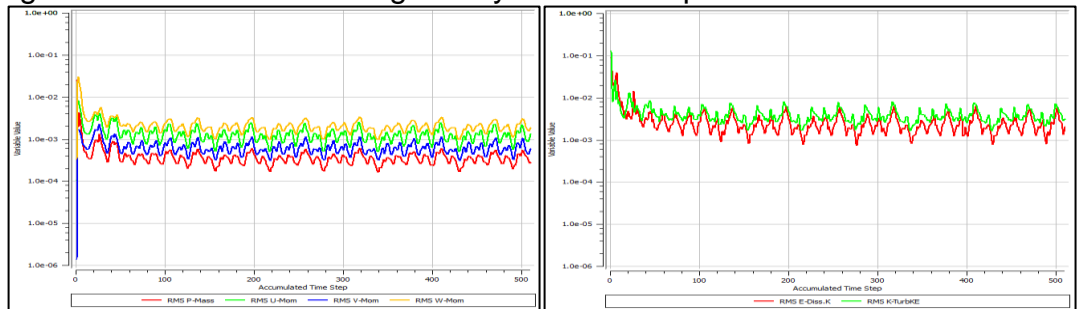 1.0e+00
1.0e-01
1.0e-02
1.0e-03
1.0e-04
1.0e-05
1.0e-06
Variable Value
0 100 200 300 400 500
Accumulated Time Step
RMS P-Mass RMS U-Mom RMS V-Mom RMS W-Mom
1.0e+00
1.0e-01
1.0e-02
1.0e-03
1.0e-04
1.0e-05
1.0e-06
Variable Value
0 100 200 300 400 500
Accumulated Time Step
RMS E-Diss.K RMS K-TurbKE